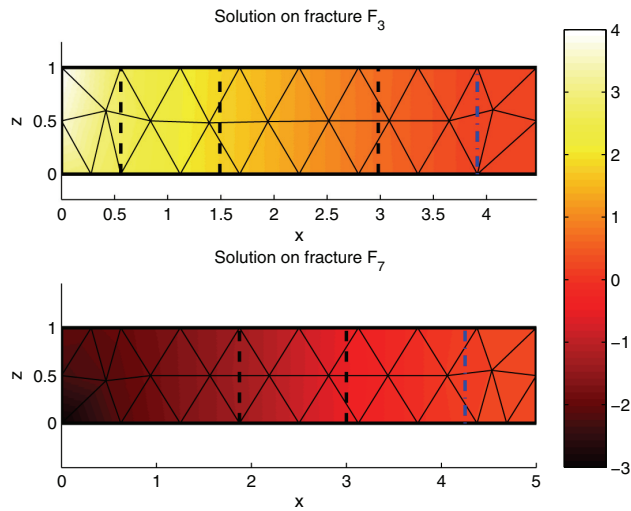 Solution on fracture F3
1
z 0.5
0
0 0.5 1 1.5 2 2.5 3 3.5 4
x
Solution on fracture F7
1
z 0.5
0
0 1 2 3 4 5
x
4
3
2
1
0
−1
−2
−3